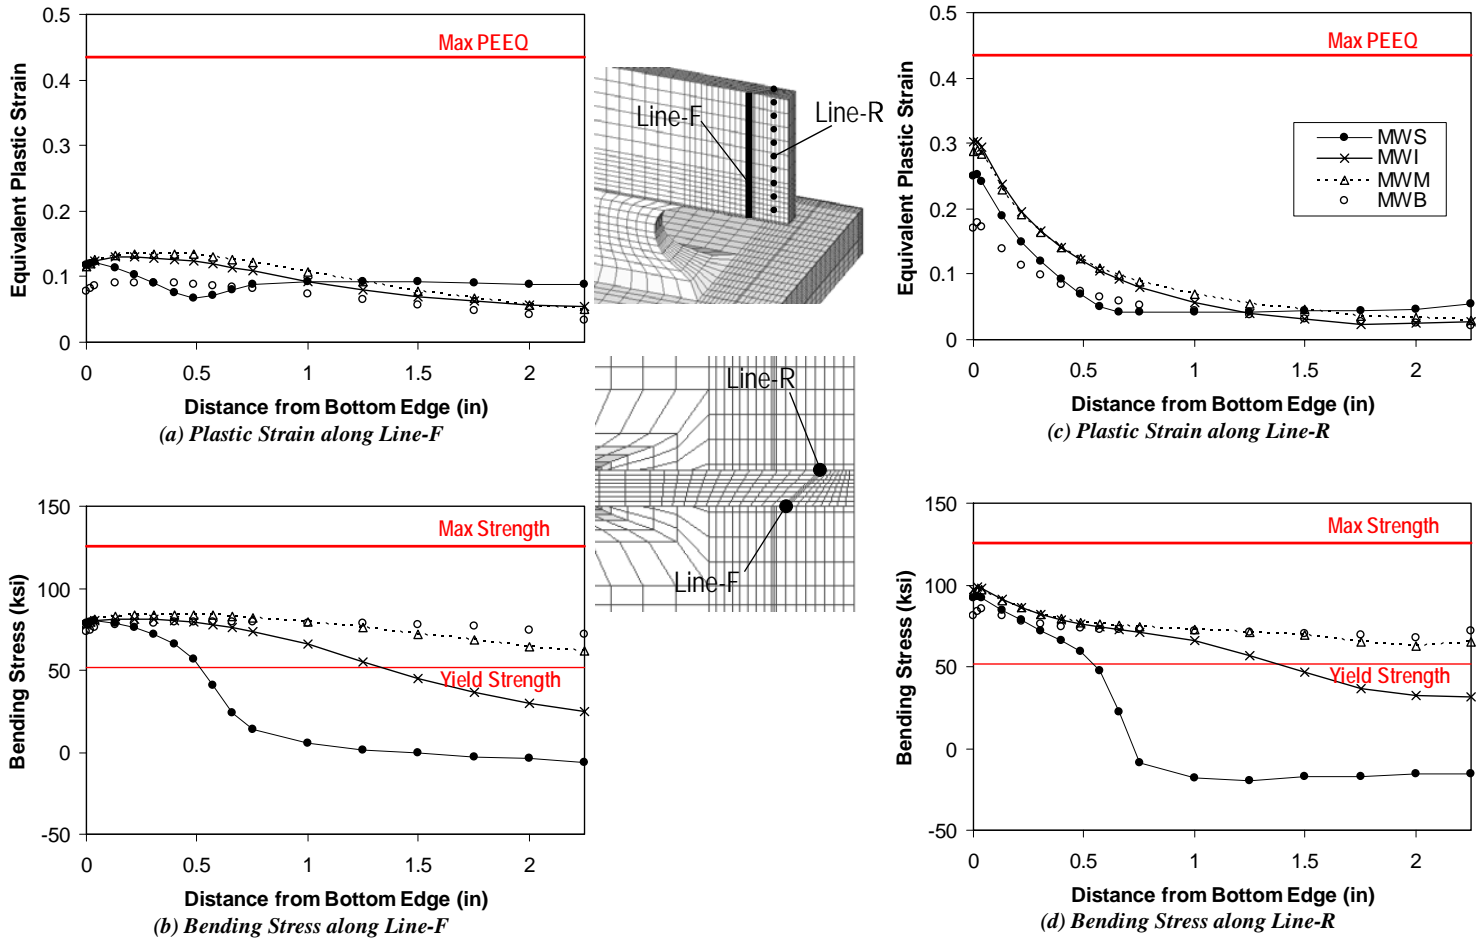 0.5
0.4
0.3
0.2
0.1
0
Equivalent Plastic Strain
Max PEEQ
0 0.5 1 1.5 2
Distance from Bottom Edge (in)
(a) Plastic Strain along Line-F
Line-F
Line-R
0.5
0.4
0.3
0.2
0.1
0
Equivalent Plastic Strain
Max PEEQ
MWS
MWI
MWM
MWB
0 0.5 1 1.5 2
Distance from Bottom Edge (in)
(c) Plastic Strain along Line-R
150
100
50
0
-50
Bending Stress (ksi)
Max Strength
Yield Strength
0 0.5 1 1.5 2
Distance from Bottom Edge (in)
(b) Bending Stress along Line-F
Line-R
Line-F
150
100
50
0
-50
Bending Stress (ksi)
Max Strength
Yield Strength
0 0.5 1 1.5 2
Distance from Bottom Edge (in)
(d) Bending Stress along Line-R